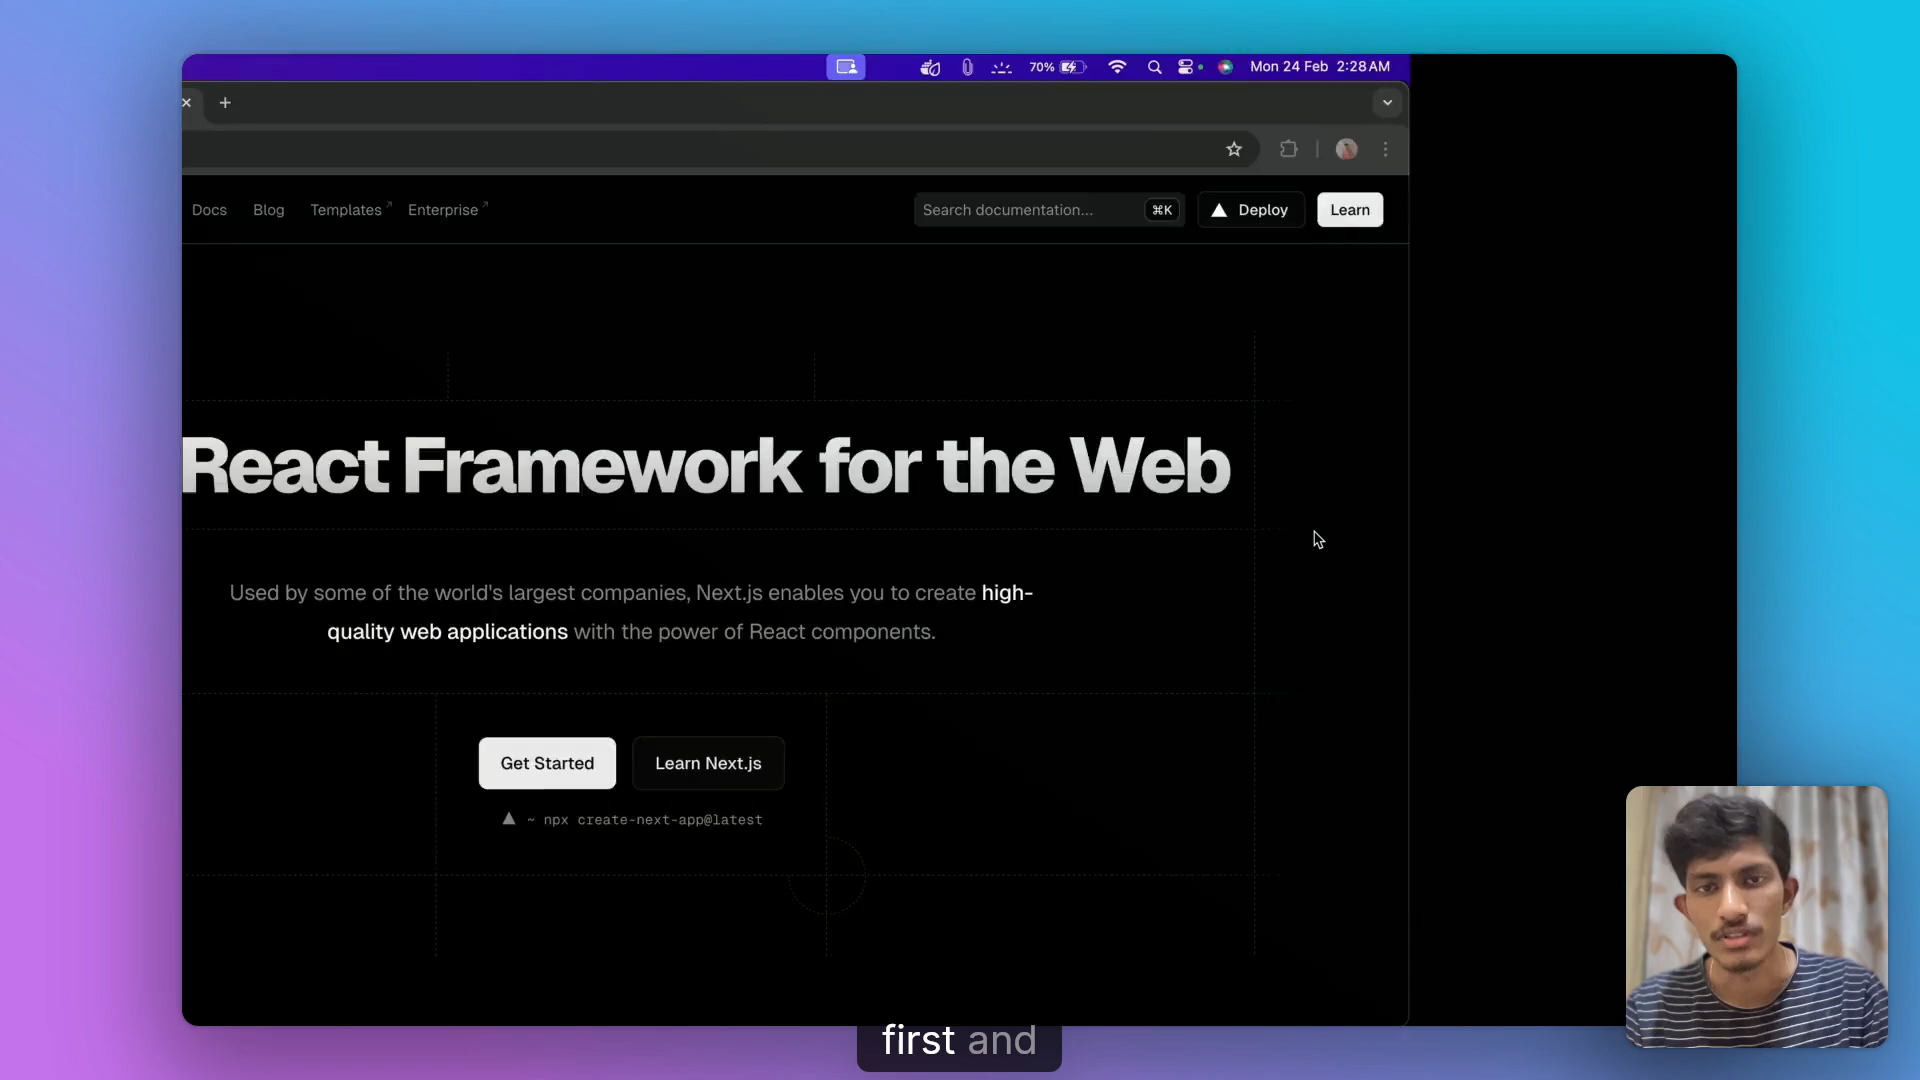 70%
Mon 24 Feb 2:28 AM
Docs Blog Templates Enterprise
Search documentation... ⌘K
Deploy
Learn
React Framework for the Web
Used by some of the world's largest companies, Next.js enables you to create high-
quality web applications with the power of React components.
Get Started
Learn Next.js
▲ ~ npx create-next-app@latest
first and